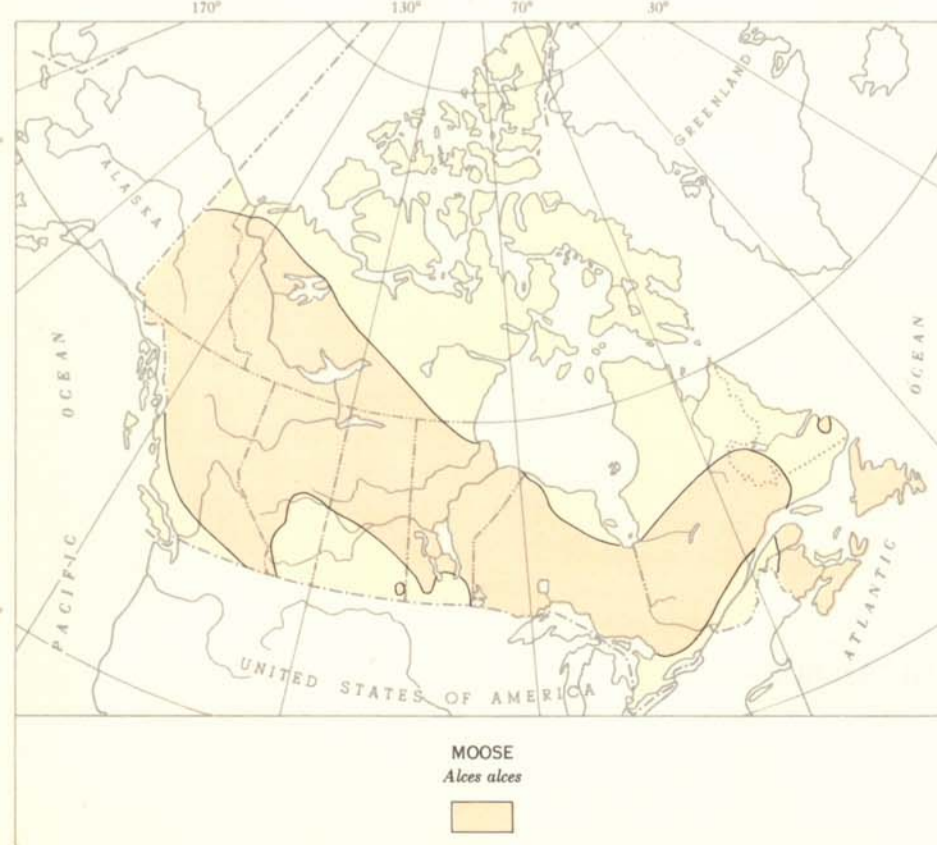 170° 130° 70° 30°
GREENLAND
ALASKA
PACIFIC OCEAN
ATLANTIC OCEAN
UNITED STATES OF AMERICA
MOOSE
Alces alces